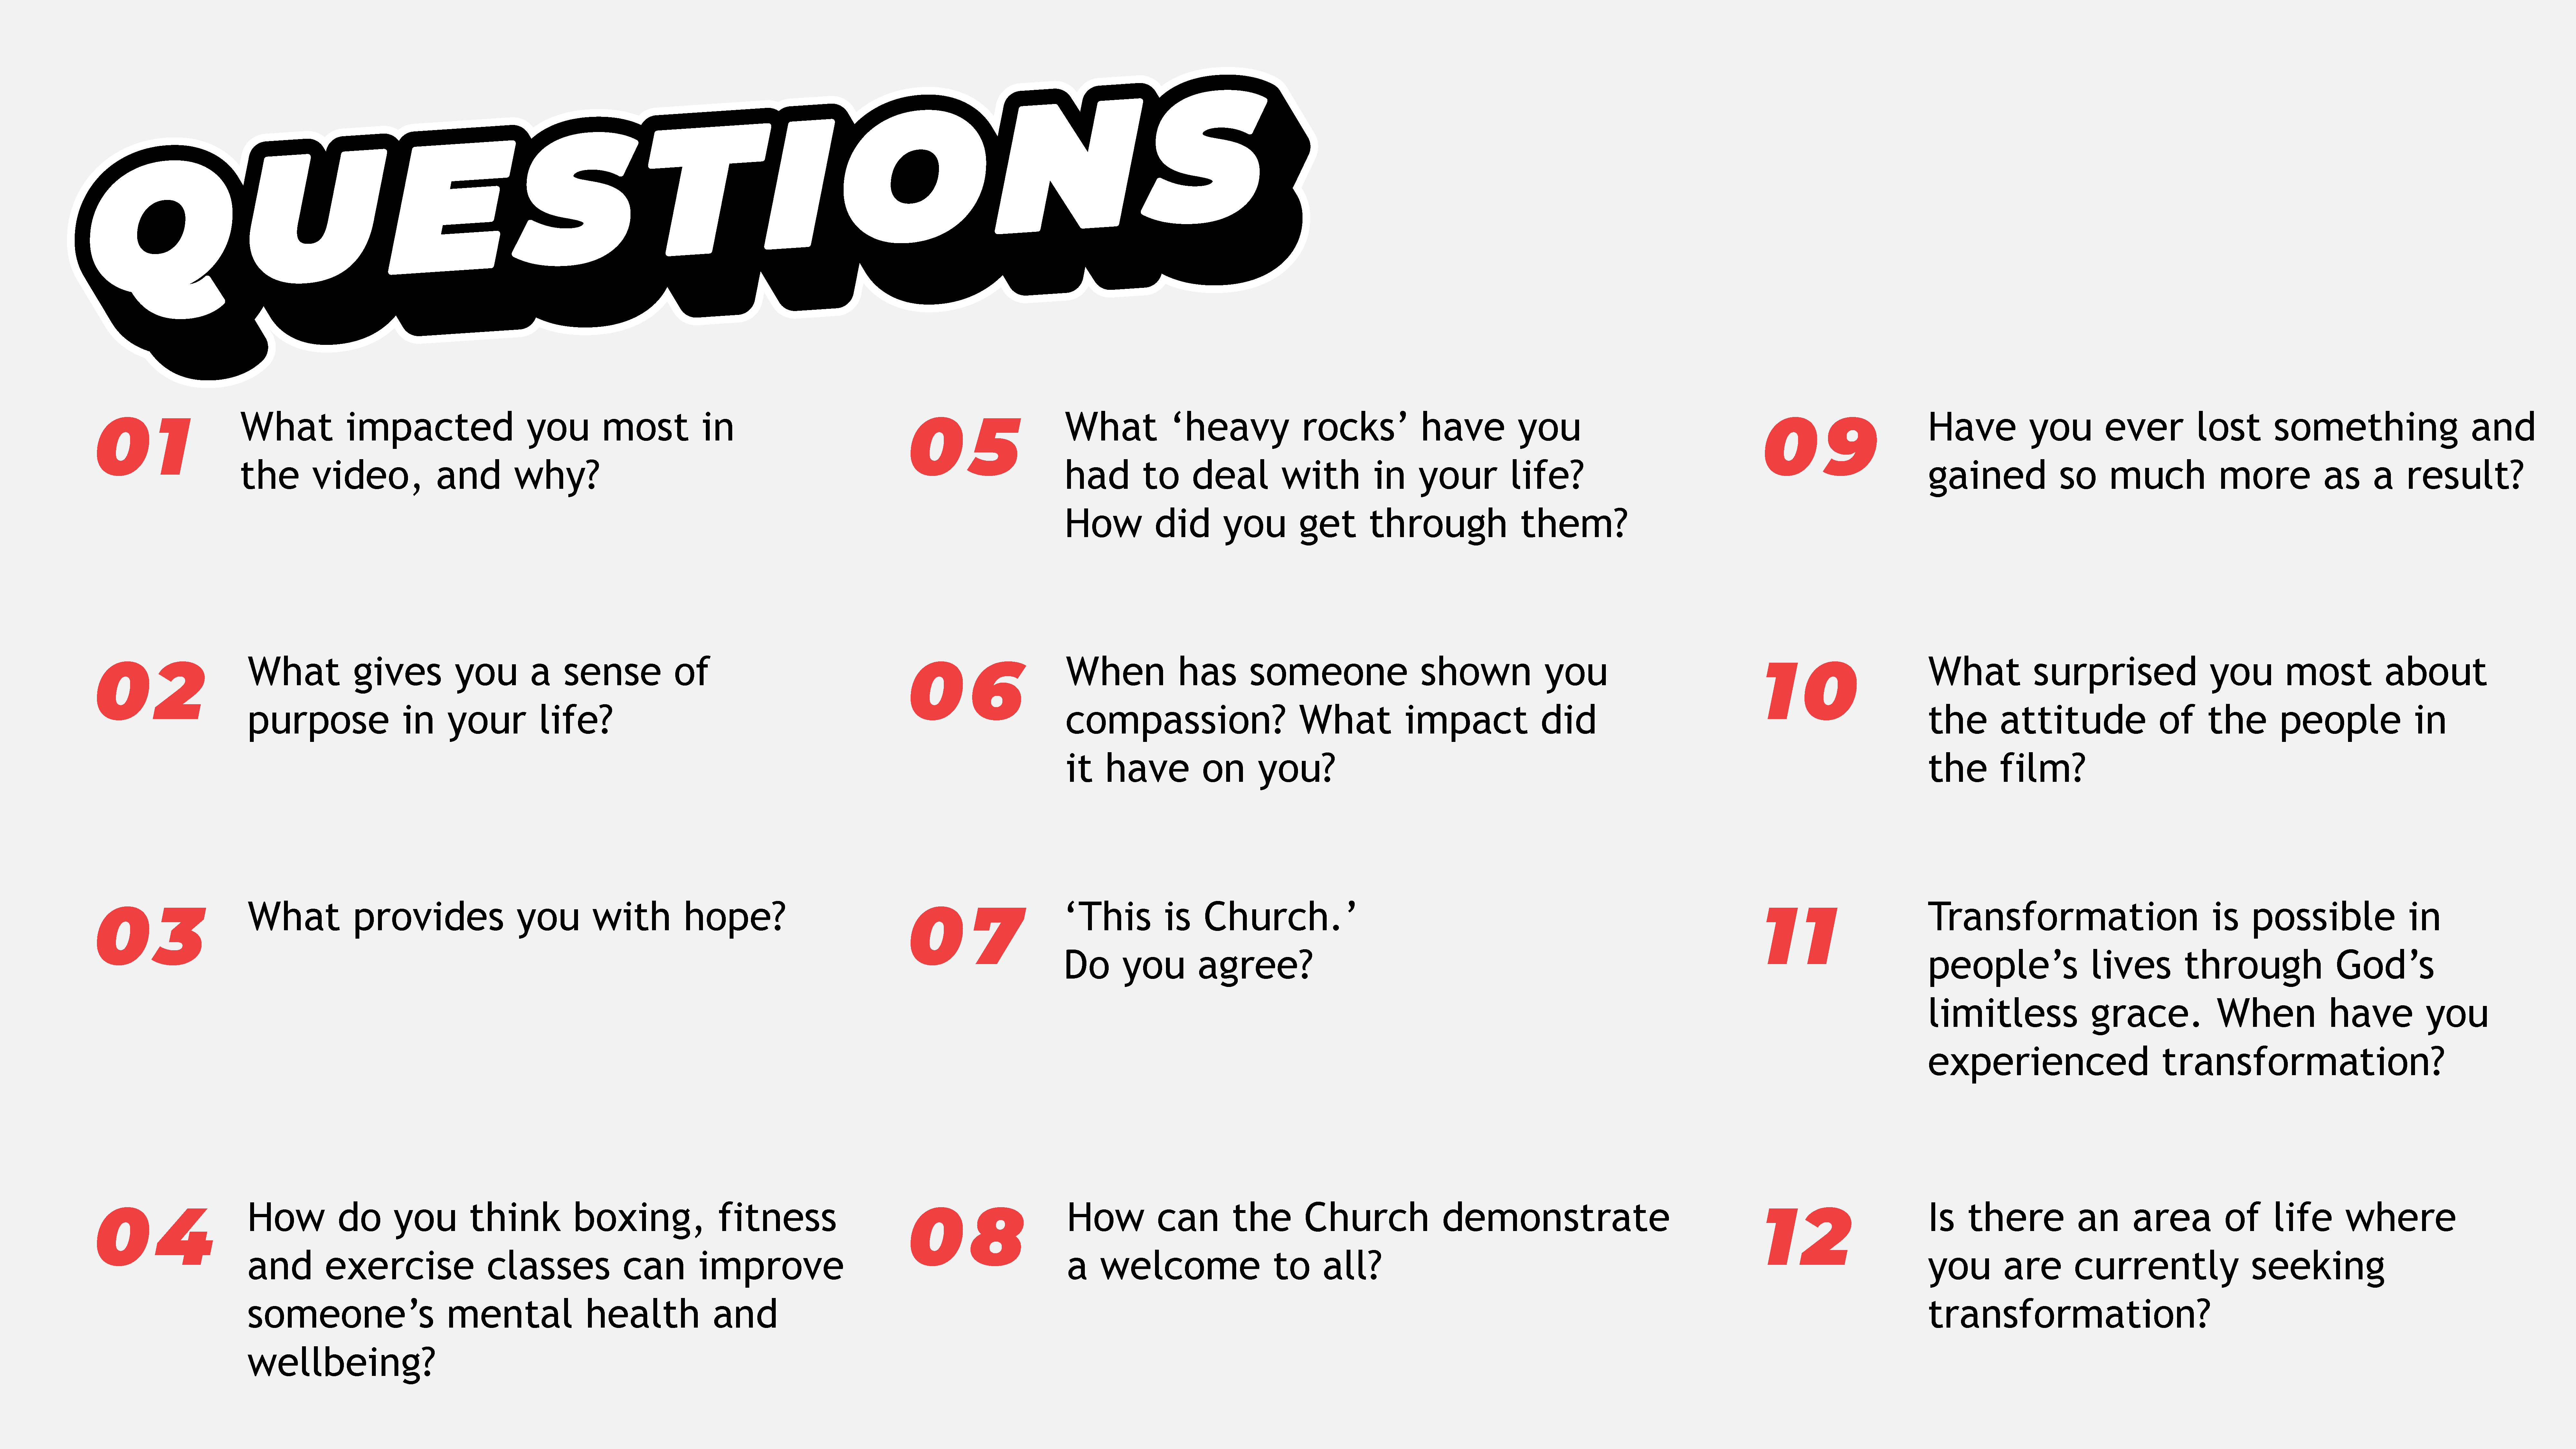 QUESTIONS
01
What impacted you most in
the video, and why?
02
What gives you a sense of
purpose in your life?
03
What provides you with hope?
04
How do you think boxing, fitness
and exercise classes can improve
someone’s mental health and
wellbeing?
05
What ‘heavy rocks’ have you
had to deal with in your life?
How did you get through them?
06
When has someone shown you
compassion? What impact did
it have on you?
07
‘This is Church.’
Do you agree?
08
How can the Church demonstrate
a welcome to all?
09
Have you ever lost something and
gained so much more as a result?
10
What surprised you most about
the attitude of the people in
the film?
11
Transformation is possible in
people’s lives through God’s
limitless grace. When have you
experienced transformation?
12
Is there an area of life where
you are currently seeking
transformation?